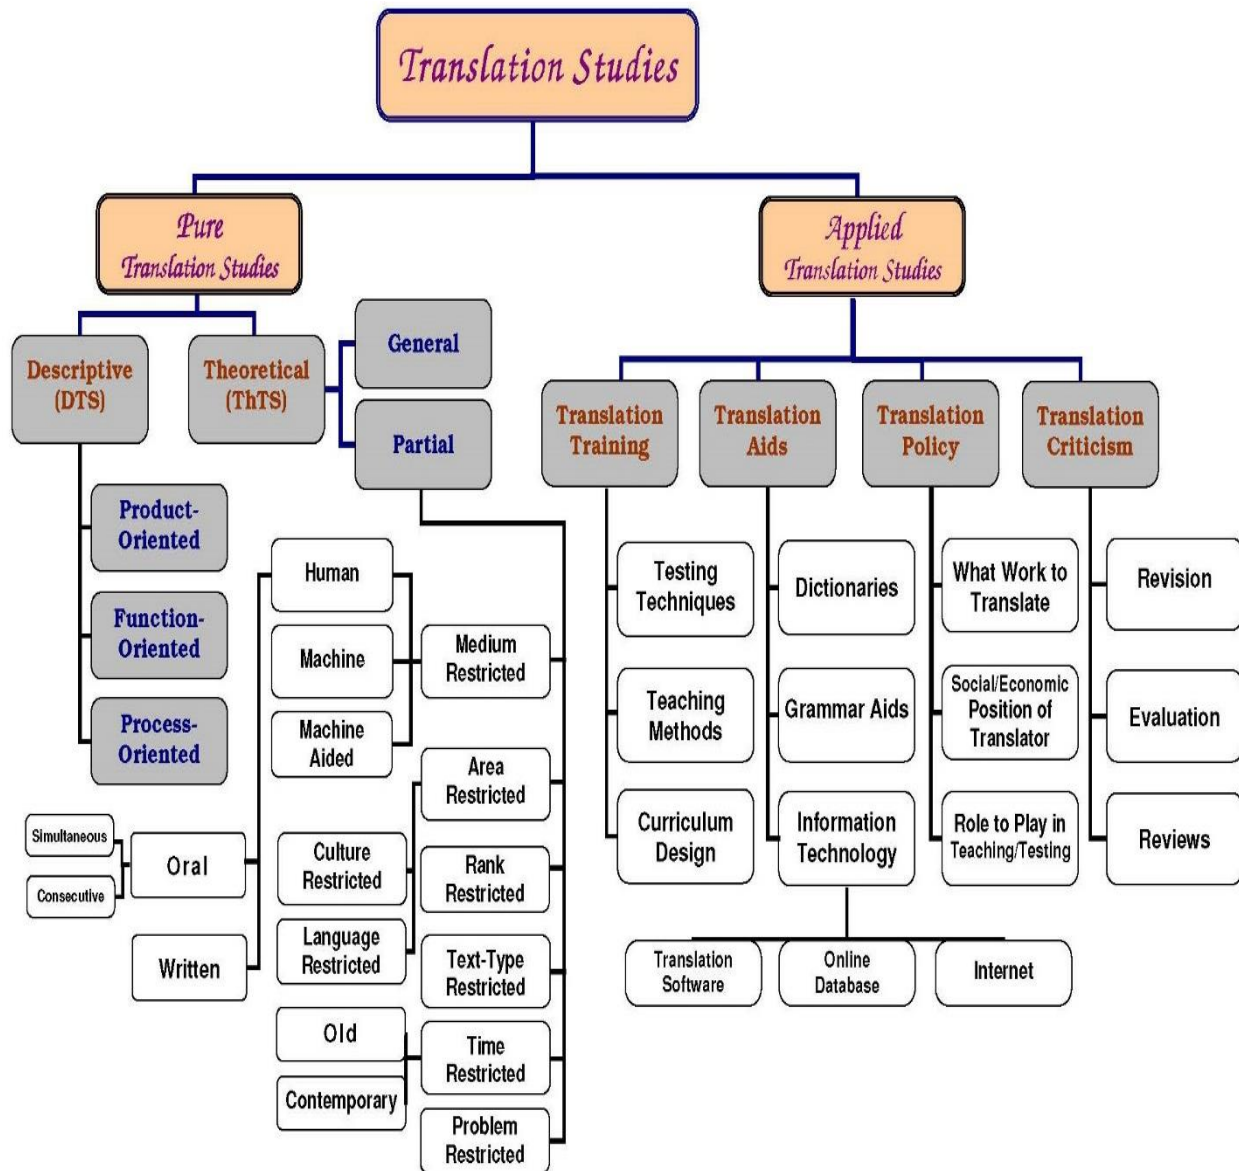 Translation Studies
Pure
Translation Studies
Applied
Translation Studies
Descriptive
(DTS)
Theoretical
(ThTS)
General
Partial
Product-
Oriented
Function-
Oriented
Process-
Oriented
Human
Machine
Machine
Aided
Medium
Restricted
Area
Restricted
Culture
Restricted
Language
Restricted
Rank
Restricted
Text-Type
Restricted
Old
Contemporary
Time
Restricted
Problem
Restricted
Simultaneous
Consecutive
Oral
Written
Translation
Training
Translation
Aids
Translation
Policy
Translation
Criticism
Testing
Techniques
Teaching
Methods
Curriculum
Design
Dictionaries
Grammar Aids
Information
Technology
What Work to
Translate
Social/Economic
Position of
Translator
Role to Play in
Teaching/Testing
Revision
Evaluation
Reviews
Translation
Software
Online
Database
Internet